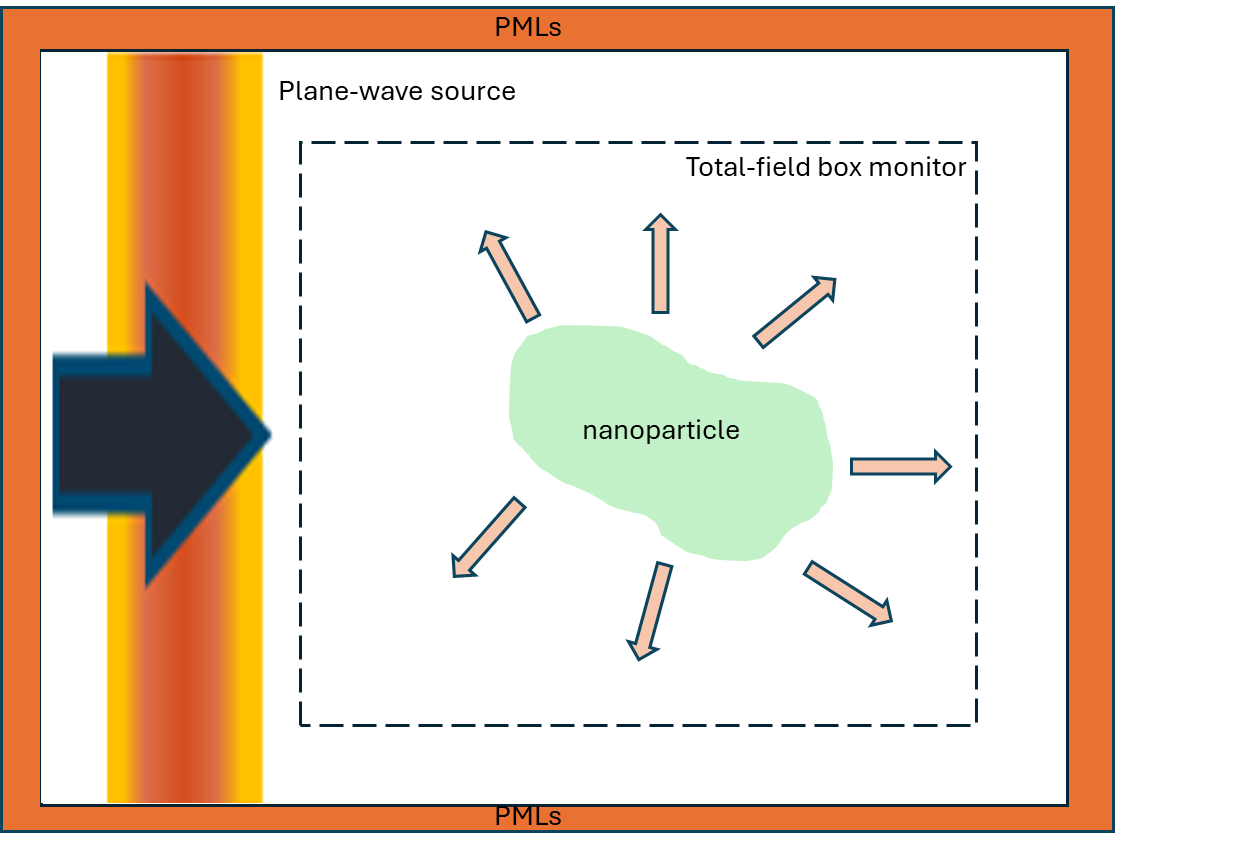 PMLs
Plane-wave source
Total-field box monitor
nanoparticle
PMLs